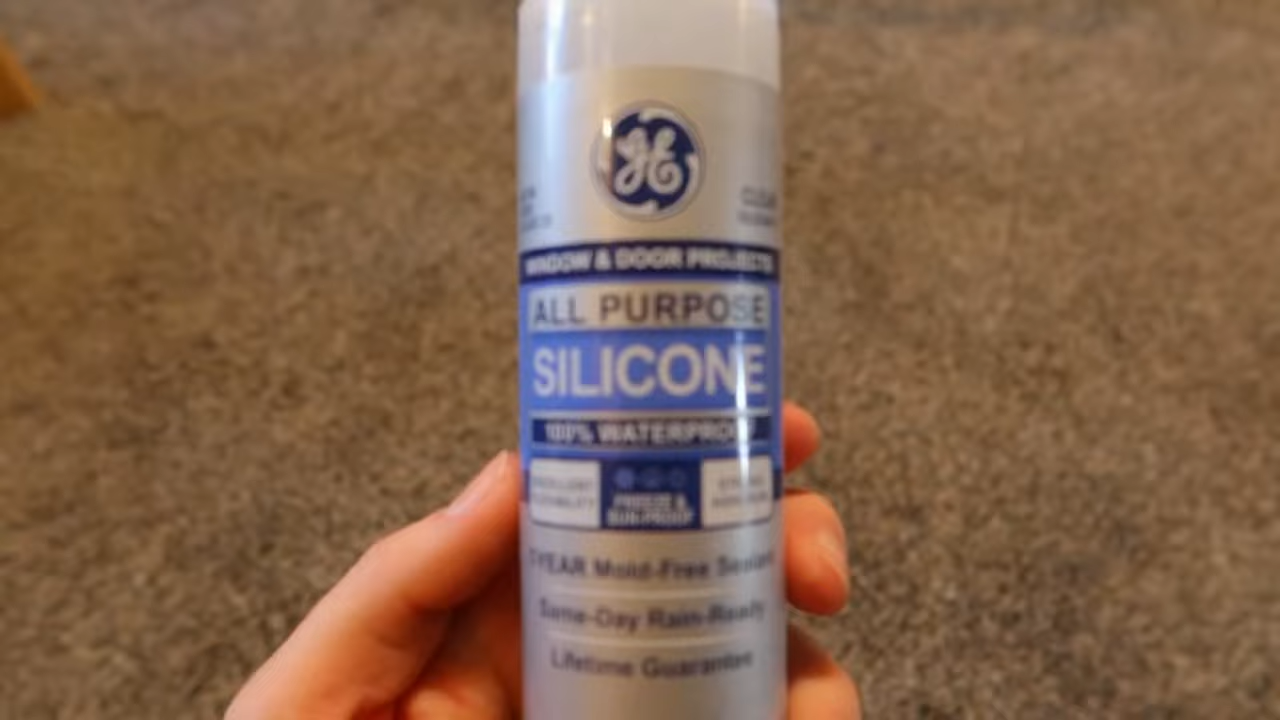 GE
WINDOW & DOOR PROJECTS
ALL PURPOSE
SILICONE
100% WATERPROOF
FREEZE &
SUN-PROOF
YEAR Mold-Free Sealant
Same-Day Rain-Ready
Lifetime Guarantee